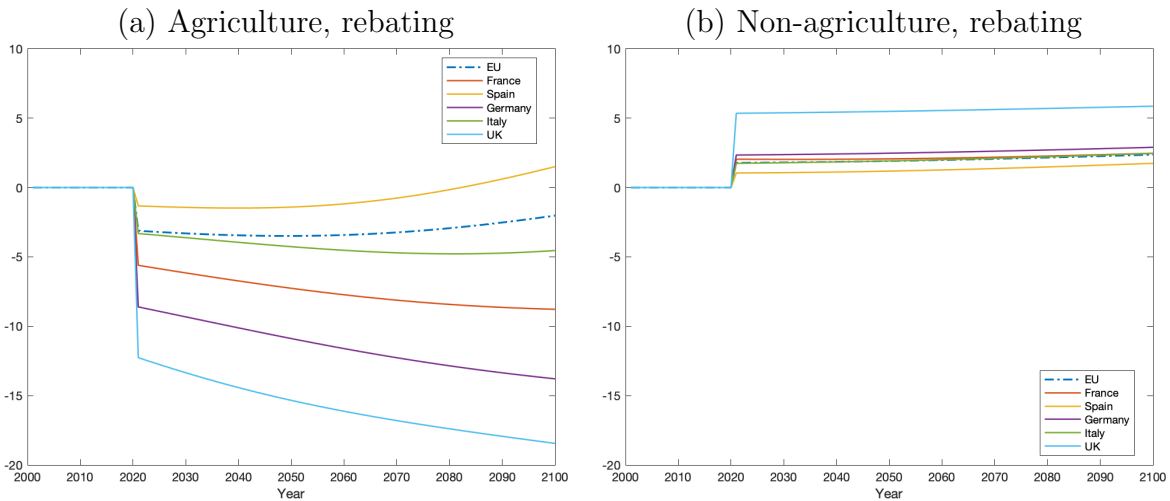 (a) Agriculture, rebating
10
5
0
-5
-10
-15
-20
2000 2010 2020 2030 2040 2050 2060 2070 2080 2090 2100
Year
EU
France
Spain
Germany
Italy
UK
(b) Non-agriculture, rebating
10
5
0
-5
-10
-15
-20
2000 2010 2020 2030 2040 2050 2060 2070 2080 2090 2100
Year
EU
France
Spain
Germany
Italy
UK